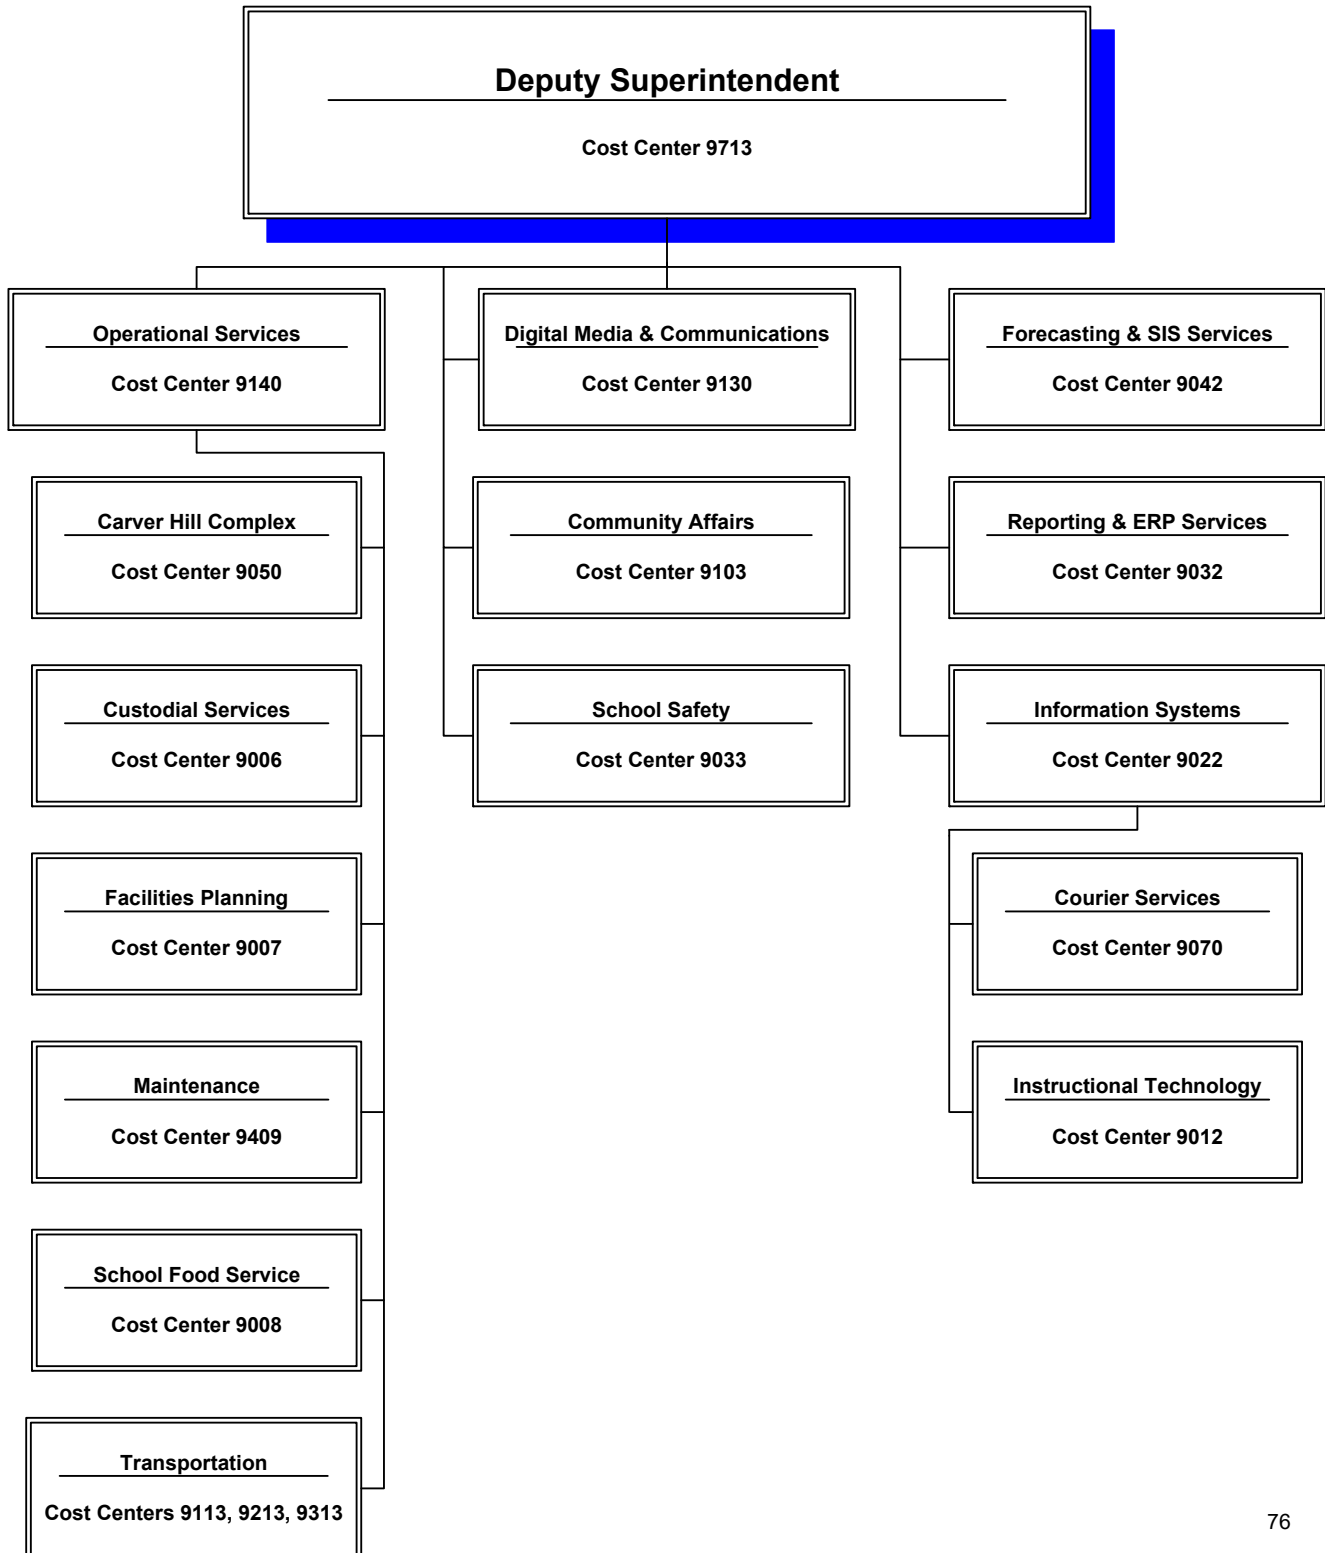 Deputy Superintendent
Cost Center 9713
Operational Services
Cost Center 9140
Digital Media & Communications
Cost Center 9130
Forecasting & SIS Services
Cost Center 9042
Carver Hill Complex
Cost Center 9050
Community Affairs
Cost Center 9103
Reporting & ERP Services
Cost Center 9032
Custodial Services
Cost Center 9006
School Safety
Cost Center 9033
Information Systems
Cost Center 9022
Facilities Planning
Cost Center 9007
Courier Services
Cost Center 9070
Maintenance
Cost Center 9409
Instructional Technology
Cost Center 9012
School Food Service
Cost Center 9008
Transportation
Cost Centers 9113, 9213, 9313
76